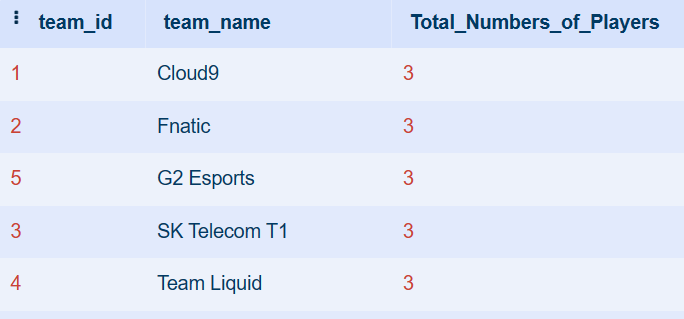 team_id team_name Total_Numbers_of_Players
1 Cloud9 3
2 Fnatic 3
5 G2 Esports 3
3 SK Telecom T1 3
4 Team Liquid 3